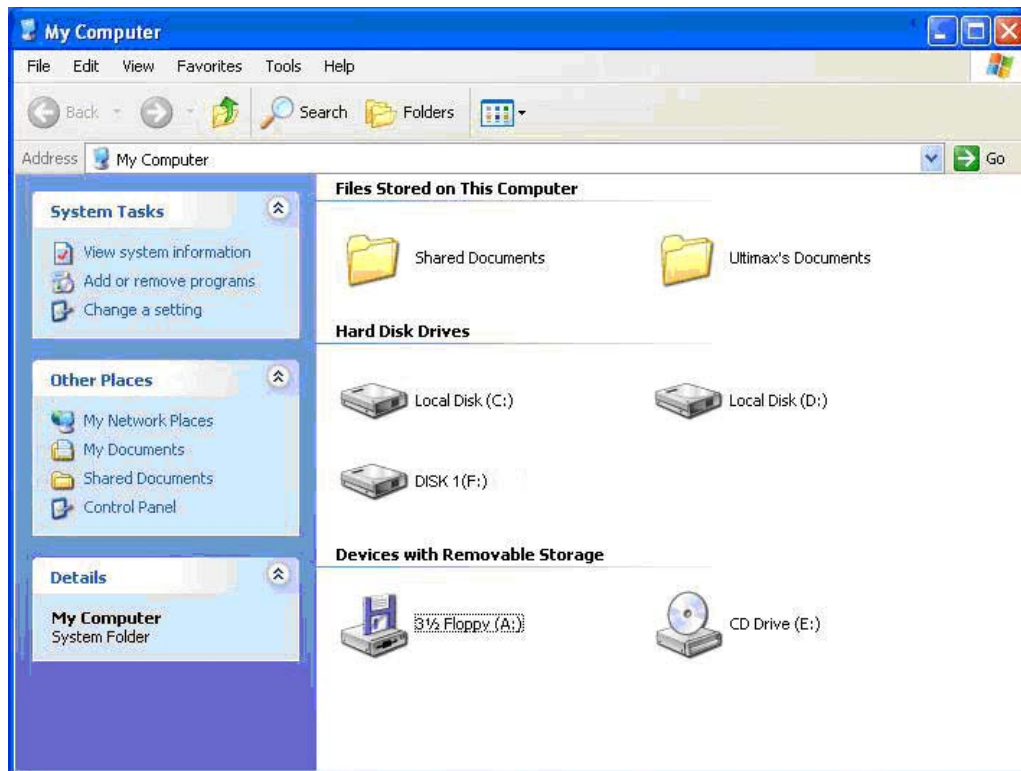 My Computer
File Edit View Favorites Tools Help
Back Search Folders
Address My Computer Go
System Tasks
View system information
Add or remove programs
Change a setting
Other Places
My Network Places
My Documents
Shared Documents
Control Panel
Details
My Computer
System Folder
Files Stored on This Computer
Shared Documents Ultimax's Documents
Hard Disk Drives
Local Disk (C:) Local Disk (D:)
DISK 1(F:)
Devices with Removable Storage
3½ Floppy (A:) CD Drive (E:)